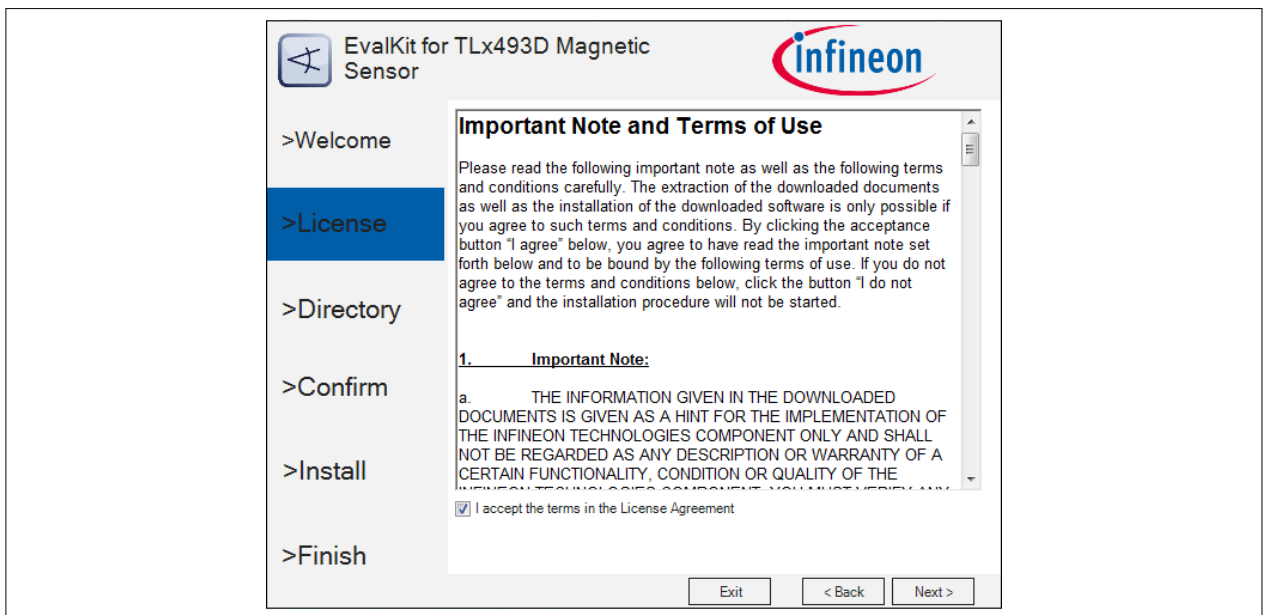 EvalKit for TLx493D Magnetic
Sensor
infineon
>Welcome
>License
>Directory
>Confirm
>Install
>Finish
Important Note and Terms of Use
Please read the following important note as well as the following terms
and conditions carefully. The extraction of the downloaded documents
as well as the installation of the downloaded software is only possible if
you agree to such terms and conditions. By clicking the acceptance
button “I agree” below, you agree to have read the important note set
forth below and to be bound by the following terms of use. If you do not
agree to the terms and conditions below, click the button “I do not
agree” and the installation procedure will not be started.
1. Important Note:
a. THE INFORMATION GIVEN IN THE DOWNLOADED
DOCUMENTS IS GIVEN AS A HINT FOR THE IMPLEMENTATION OF
THE INFINEON TECHNOLOGIES COMPONENT ONLY AND SHALL
NOT BE REGARDED AS ANY DESCRIPTION OR WARRANTY OF A
CERTAIN FUNCTIONALITY, CONDITION OR QUALITY OF THE
INFINEON TECHNOLOGIES COMPONENT. YOU MUST VERIFY ANY
I accept the terms in the License Agreement
Exit
< Back
Next >